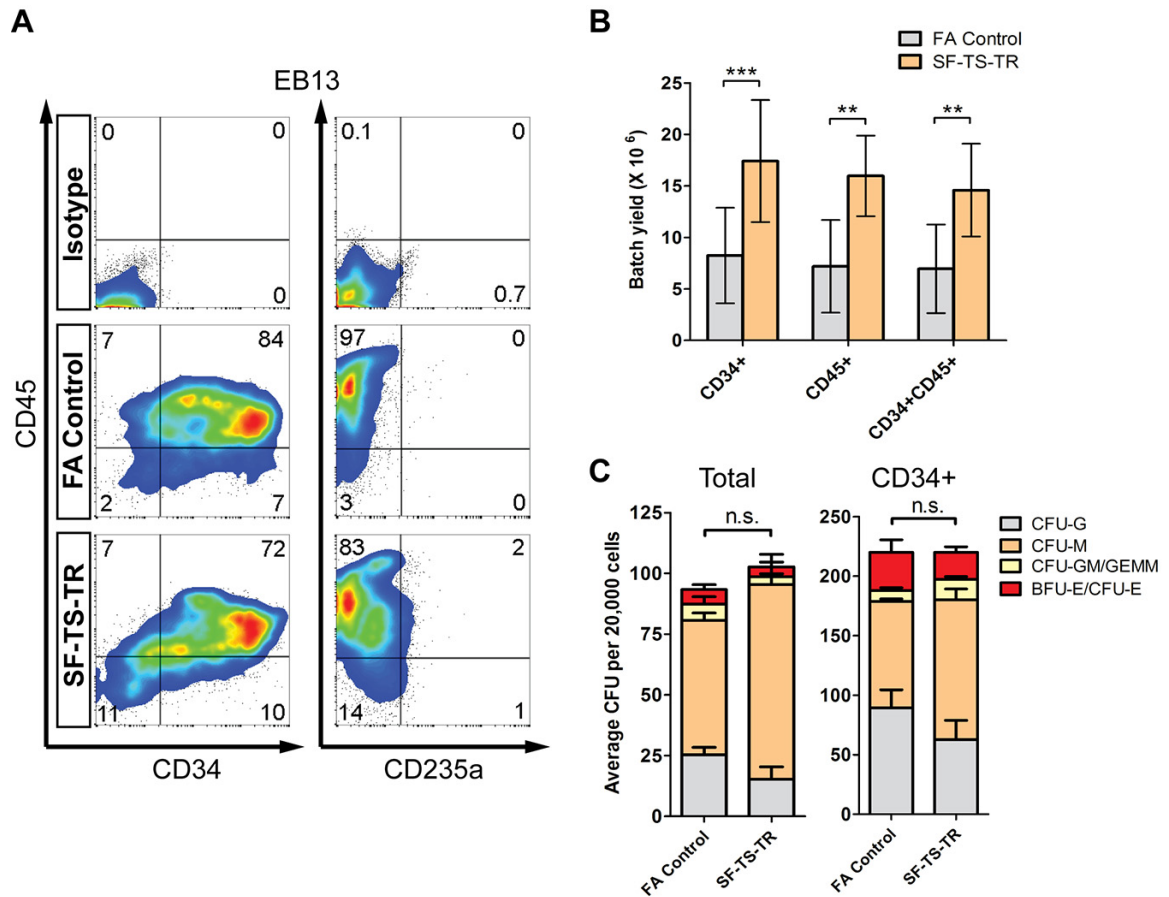 A
EB13
Isotype
0 0
0
0.1 0
0.7
FA Control
7 84
2 7
97 0
3 0
SF-TS-TR
7 72
11 10
83 2
14 1
CD45
CD34
CD235a
B
FA Control
SF-TS-TR
Batch yield (X 10 6)
25
20
15
10
5
0
*** ** **
CD34+
CD45+
CD34+CD45+
C
Total
n.s.
Average CFU per 20,000 cells
125
100
75
50
25
0
FA Control
SF-TS-TR
CD34+
n.s.
250
200
150
100
50
0
FA Control
SF-TS-TR
CFU-G
CFU-M
CFU-GM/GEMM
BFU-E/CFU-E